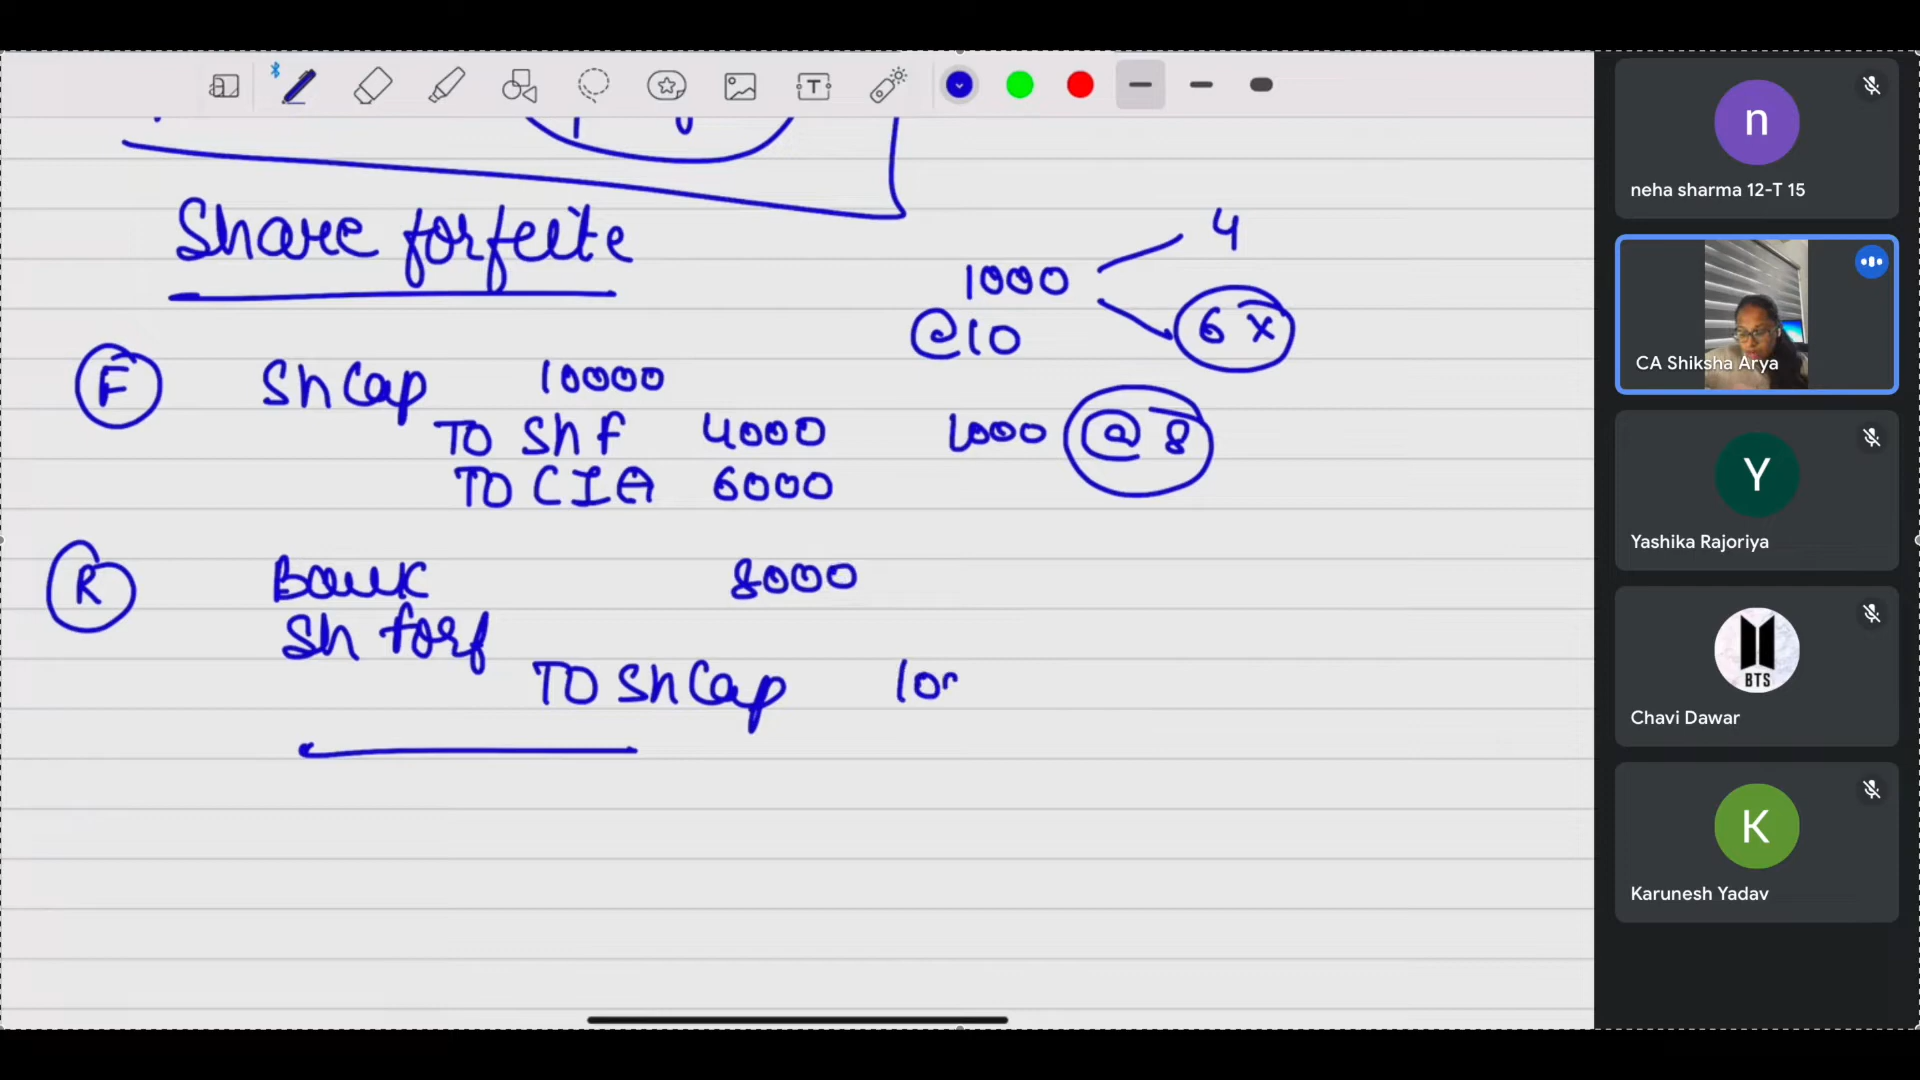 Share forfeite
4
1000
@10
6 x
F
Sh Cap 10000
TO Sh F 4000
1000 @ 8
TO CIA 6000
R
Bank 8000
Sh forf
TO Sh Cap 100
T
n
neha sharma 12-T 15
CA Shiksha Arya
Y
Yashika Rajoriya
BTS
Chavi Dawar
K
Karunesh Yadav